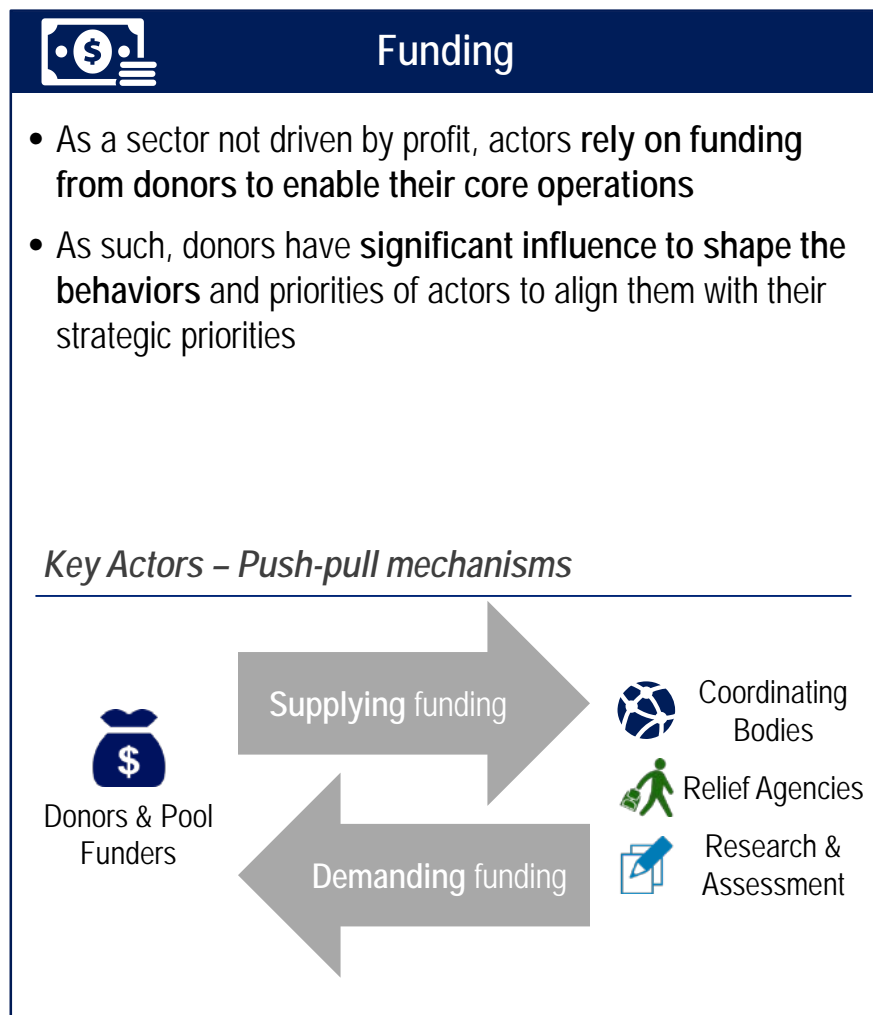 Funding
• As a sector not driven by profit, actors rely on funding
from donors to enable their core operations
• As such, donors have significant influence to shape the
behaviors and priorities of actors to align them with their
strategic priorities
Key Actors – Push-pull mechanisms
Supplying funding
Coordinating
Bodies
$
Relief Agencies
Donors & Pool
Funders
Demanding funding
Research &
Assessment